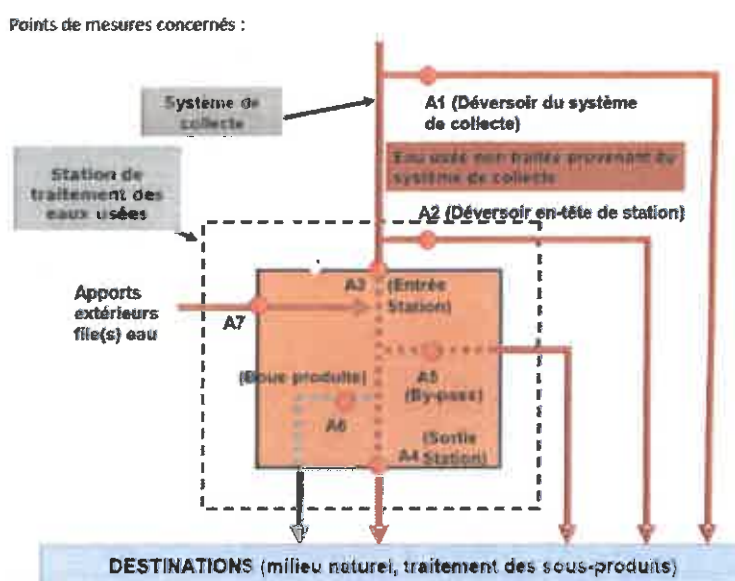 Points de mesures concernés :
Système de
collecte
A1 (Déversoir du système
de collecte)
Station de
traitement des
eaux usées
Eau usée non traitée provenant du
système de collecte
A2 (Déversoir en-tête de station)
Apports
extérieurs
file(s) eau
A7
A3
(Entrée
Station)
(Boue produite)
A6
A5
(By-pass)
(Sortie
A4 Station)
DESTINATIONS (milieu naturel, traitement des sous-produits)